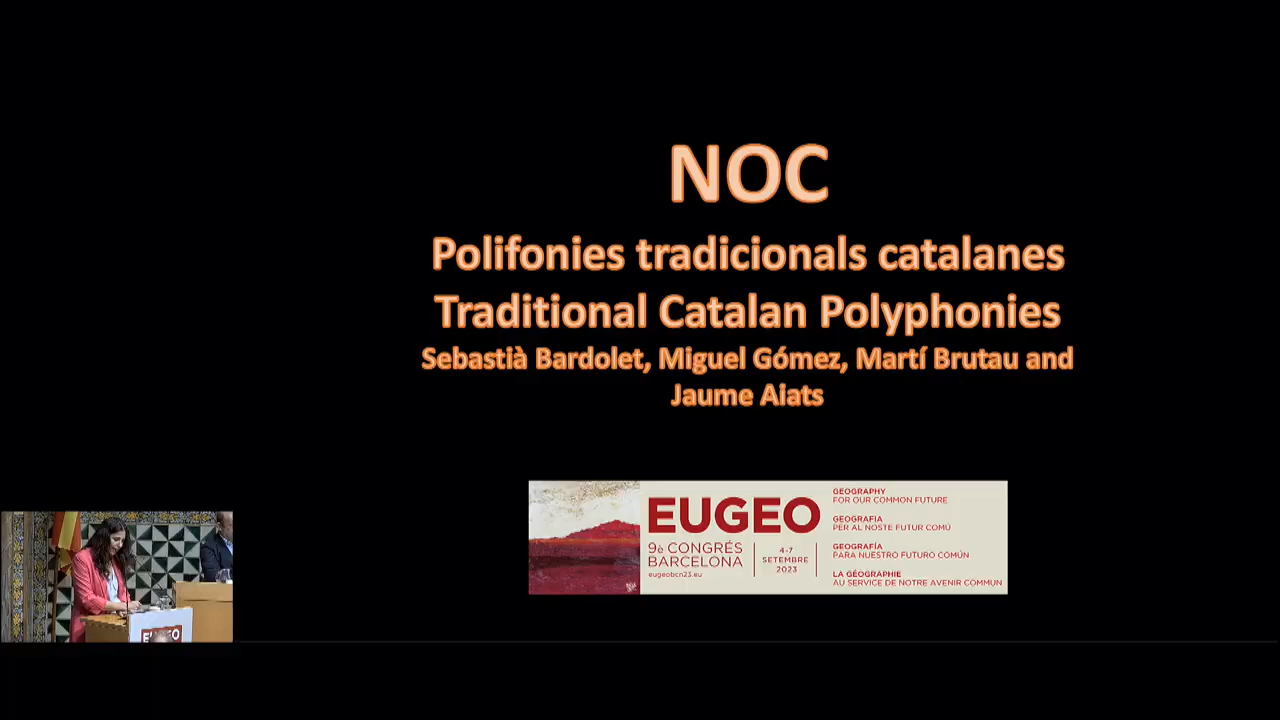 NOC
Polifonies tradicionals catalanes
Traditional Catalan Polyphonies
Sebastià Bardolet, Miguel Gómez, Martí Brutau and
Jaume Aiats
EUGEO
9è CONGRÉS
BARCELONA
eugeobcn23.eu
4-7
SETEMBRE
2023
GEOGRAPHY
FOR OUR COMMON FUTURE
GEOGRAFIA
PER AL NOSTE FUTUR COMÚ
GEOGRAFÍA
PARA NUESTRO FUTURO COMÚN
LA GÉOGRAPHIE
AU SERVICE DE NOTRE AVENIR COMMUN
EUGEO